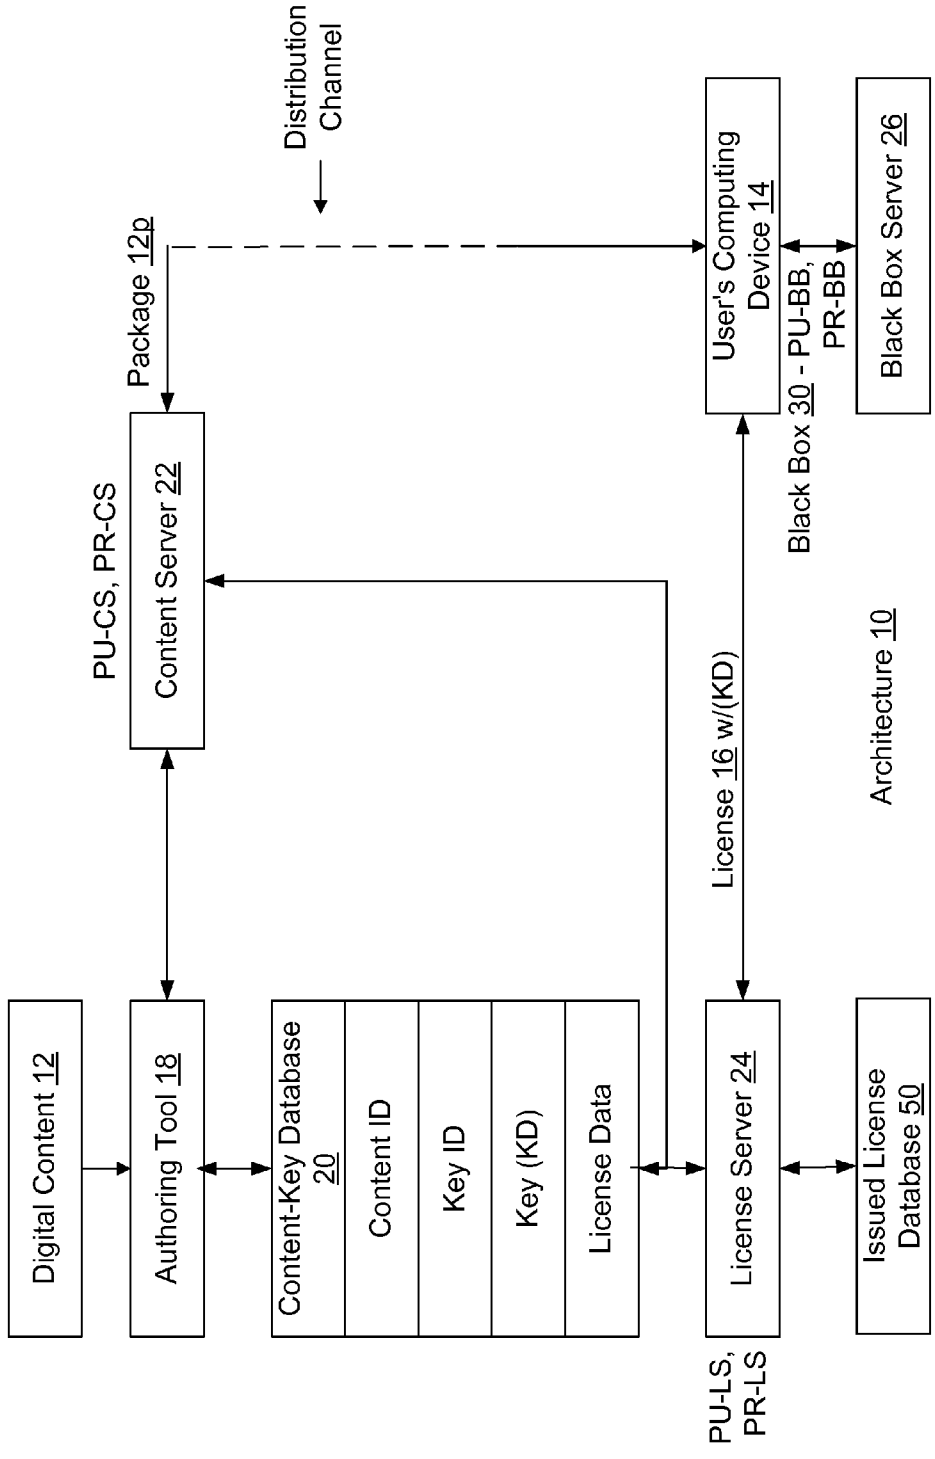 Digital Content 12
Authoring Tool 18
Content-Key Database
20
Content ID
Key ID
Key (KD)
License Data
PU-LS,
PR-LS
License Server 24
Issued License
Database 50
PU-CS, PR-CS
Content Server 22
License 16 w/(KD)
Architecture 10
Package 12p
Distribution
Channel
User's Computing
Device 14
Black Box 30 - PU-BB,
PR-BB
Black Box Server 26